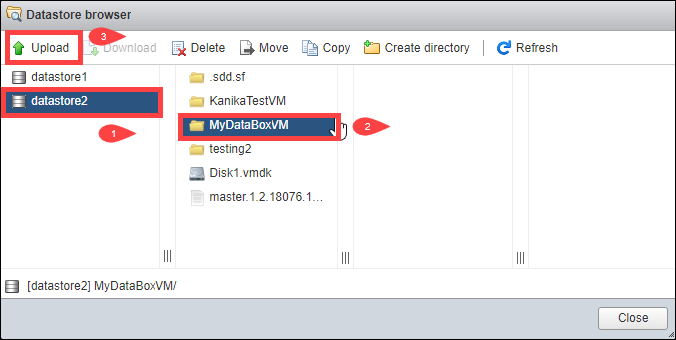 Datastore browser
3
Upload Download Delete Move Copy Create directory Refresh
datastore1
datastore2
1
.sdd.sf
KanikaTestVM
MyDataBoxVM
2
testing2
Disk1.vmdk
master.1.2.18076.1...
[datastore2] MyDataBoxVM/
Close